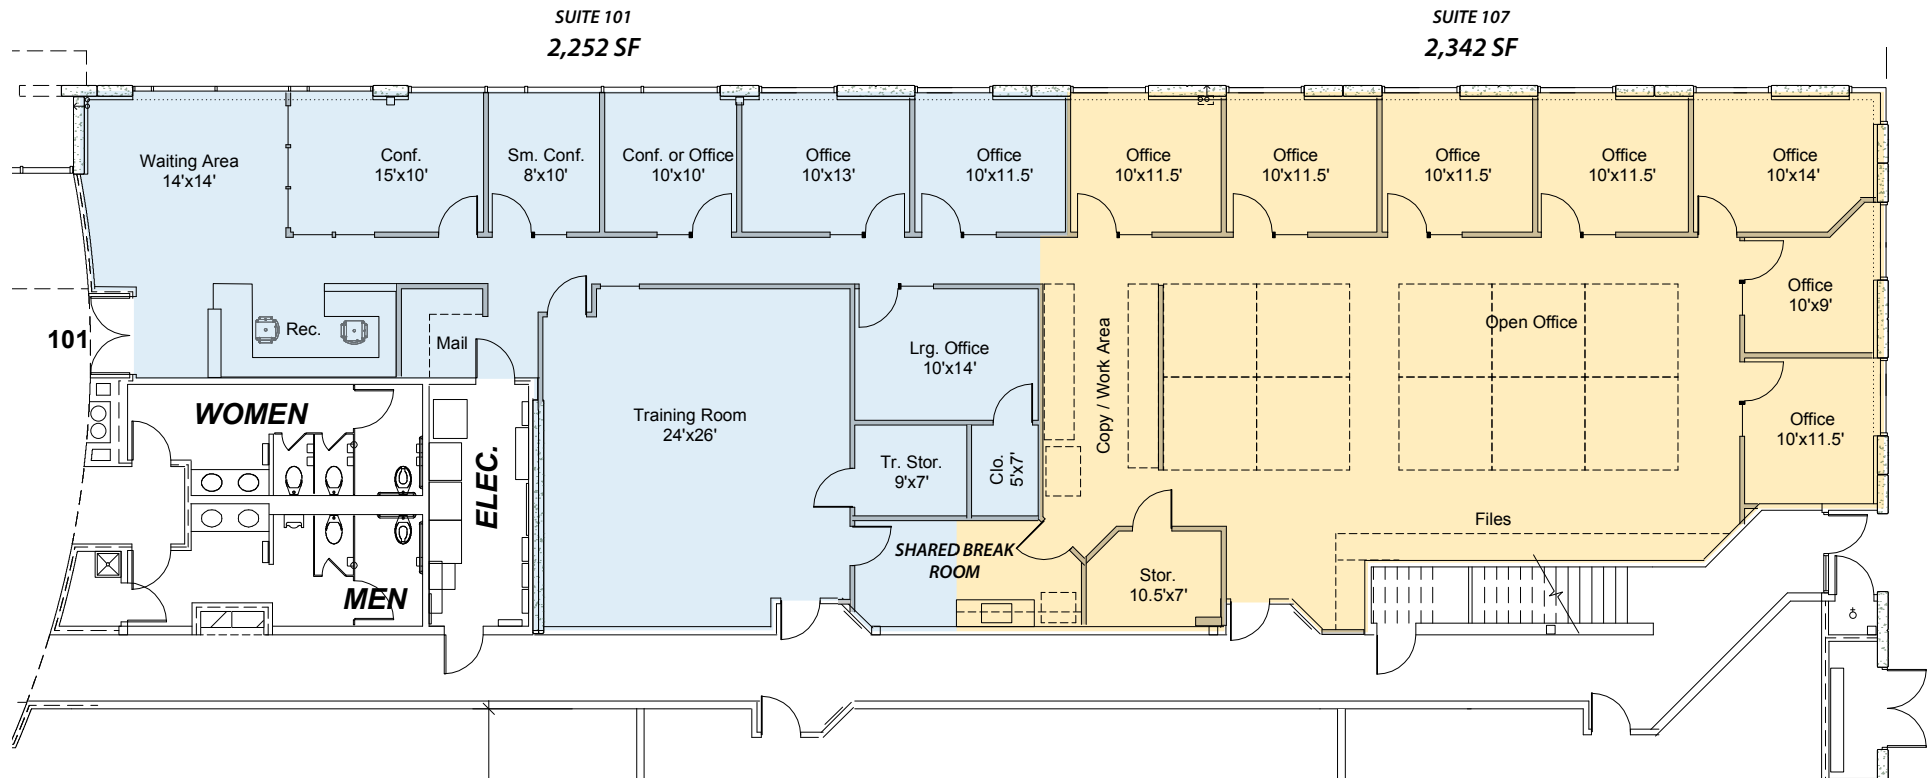 SUITE 101
2,252 SF
SUITE 107
2,342 SF
Waiting Area
14'x14'
Conf.
15'x10'
Sm. Conf.
8'x10'
Conf. or Office
10'x10'
Office
10'x13'
Office
10'x11.5'
Office
10'x11.5'
Office
10'x11.5'
Office
10'x11.5'
Office
10'x11.5'
Office
10'x14'
Office
10'x9'
Office
10'x11.5'
101
Rec.
Mail
Lrg. Office
10'x14'
Copy / Work Area
Open Office
WOMEN
ELEC.
Training Room
24'x26'
Tr. Stor.
9'x7'
Clo.
5'x7'
Files
MEN
SHARED BREAK
ROOM
Stor.
10.5'x7'